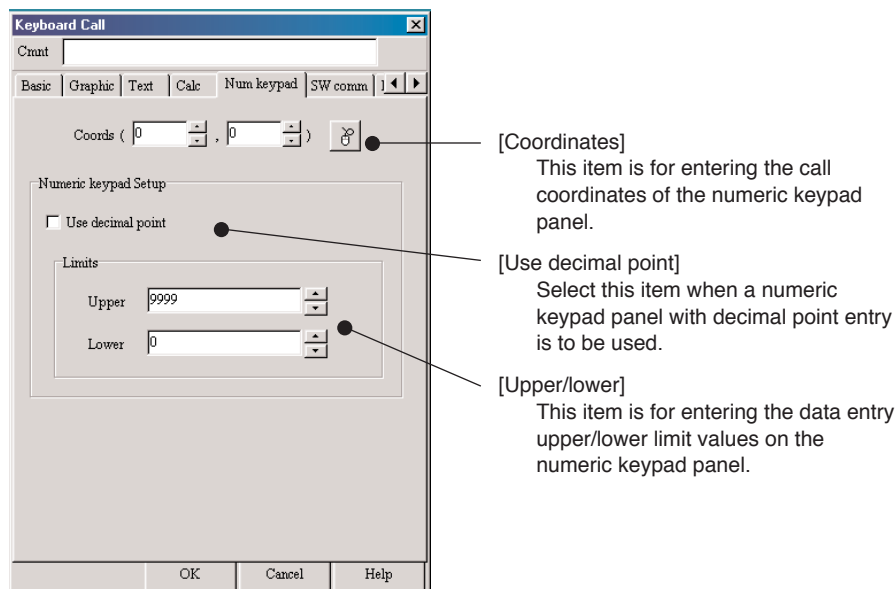 Keyboard Call
Cmnt
Basic Graphic Text Calc Num keypad SW comm
Coords ( 0 , 0 )
Numeric keypad Setup
Use decimal point
Limits
Upper 9999
Lower 0
OK Cancel Help
[Coordinates]
This item is for entering the call
coordinates of the numeric keypad
panel.
[Use decimal point]
Select this item when a numeric
keypad panel with decimal point entry
is to be used.
[Upper/lower]
This item is for entering the data entry
upper/lower limit values on the
numeric keypad panel.